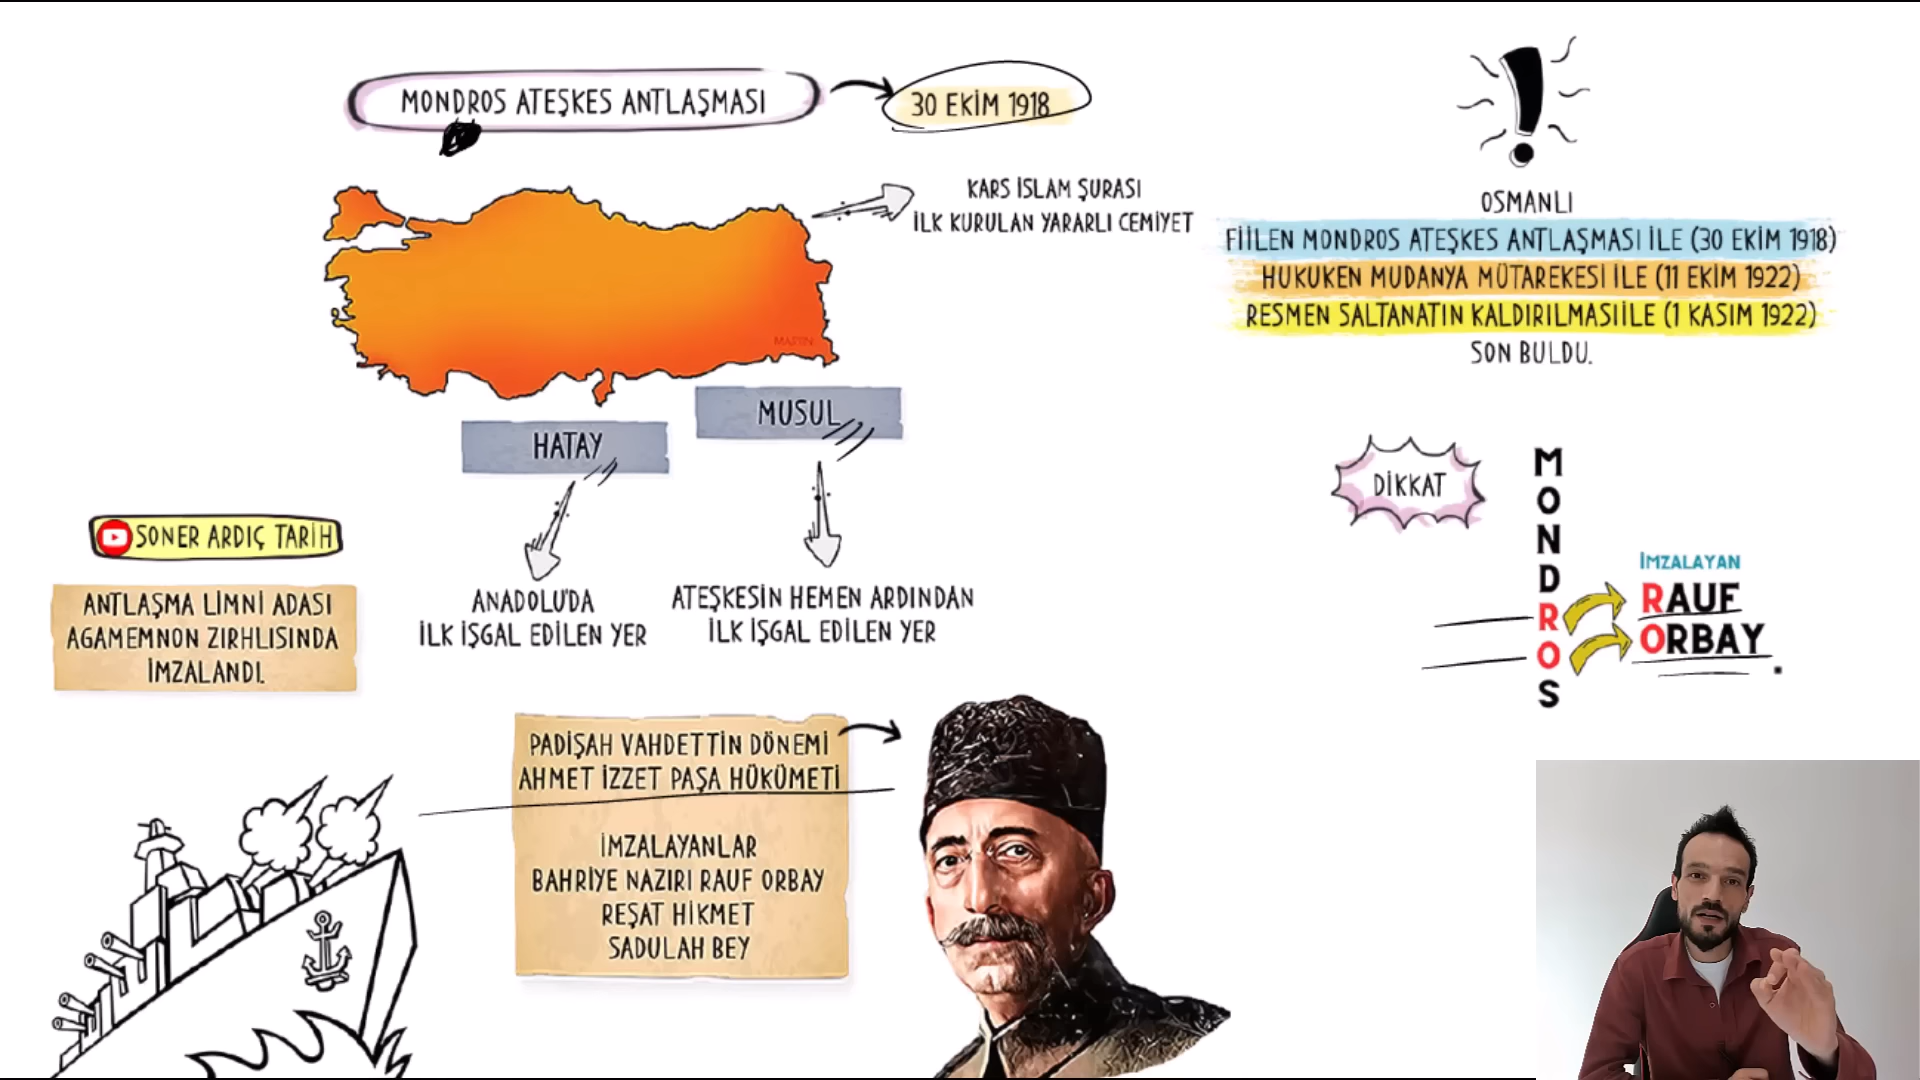 MONDROS ATEŞKES ANTLAŞMASI
30 EKİM 1918
KARS İSLAM ŞURASI
İLK KURULAN YARARLI CEMİYET
MARTIN
HATAY
MUSUL
ANADOLU'DA
İLK İŞGAL EDİLEN YER
ATEŞKESİN HEMEN ARDINDAN
İLK İŞGAL EDİLEN YER
SONER ARDIÇ TARİH
ANTLAŞMA LİMNİ ADASI
AGAMEMNON ZIRHLISINDA
İMZALANDI.
PADİŞAH VAHDETTİN DÖNEMİ
AHMET İZZET PAŞA HÜKÜMETİ
İMZALAYANLAR
BAHRİYE NAZIRI RAUF ORBAY
REŞAT HİKMET
SADULAH BEY
OSMANLI
FİİLEN MONDROS ATEŞKES ANTLAŞMASI İLE (30 EKİM 1918)
HUKUKEN MUDANYA MÜTAREKESİ İLE (11 EKİM 1922)
RESMEN SALTANATIN KALDIRILMASIİLE (1 KASIM 1922)
SON BULDU.
DİKKAT
MONDROS
İMZALAYAN
RAUF
ORBAY